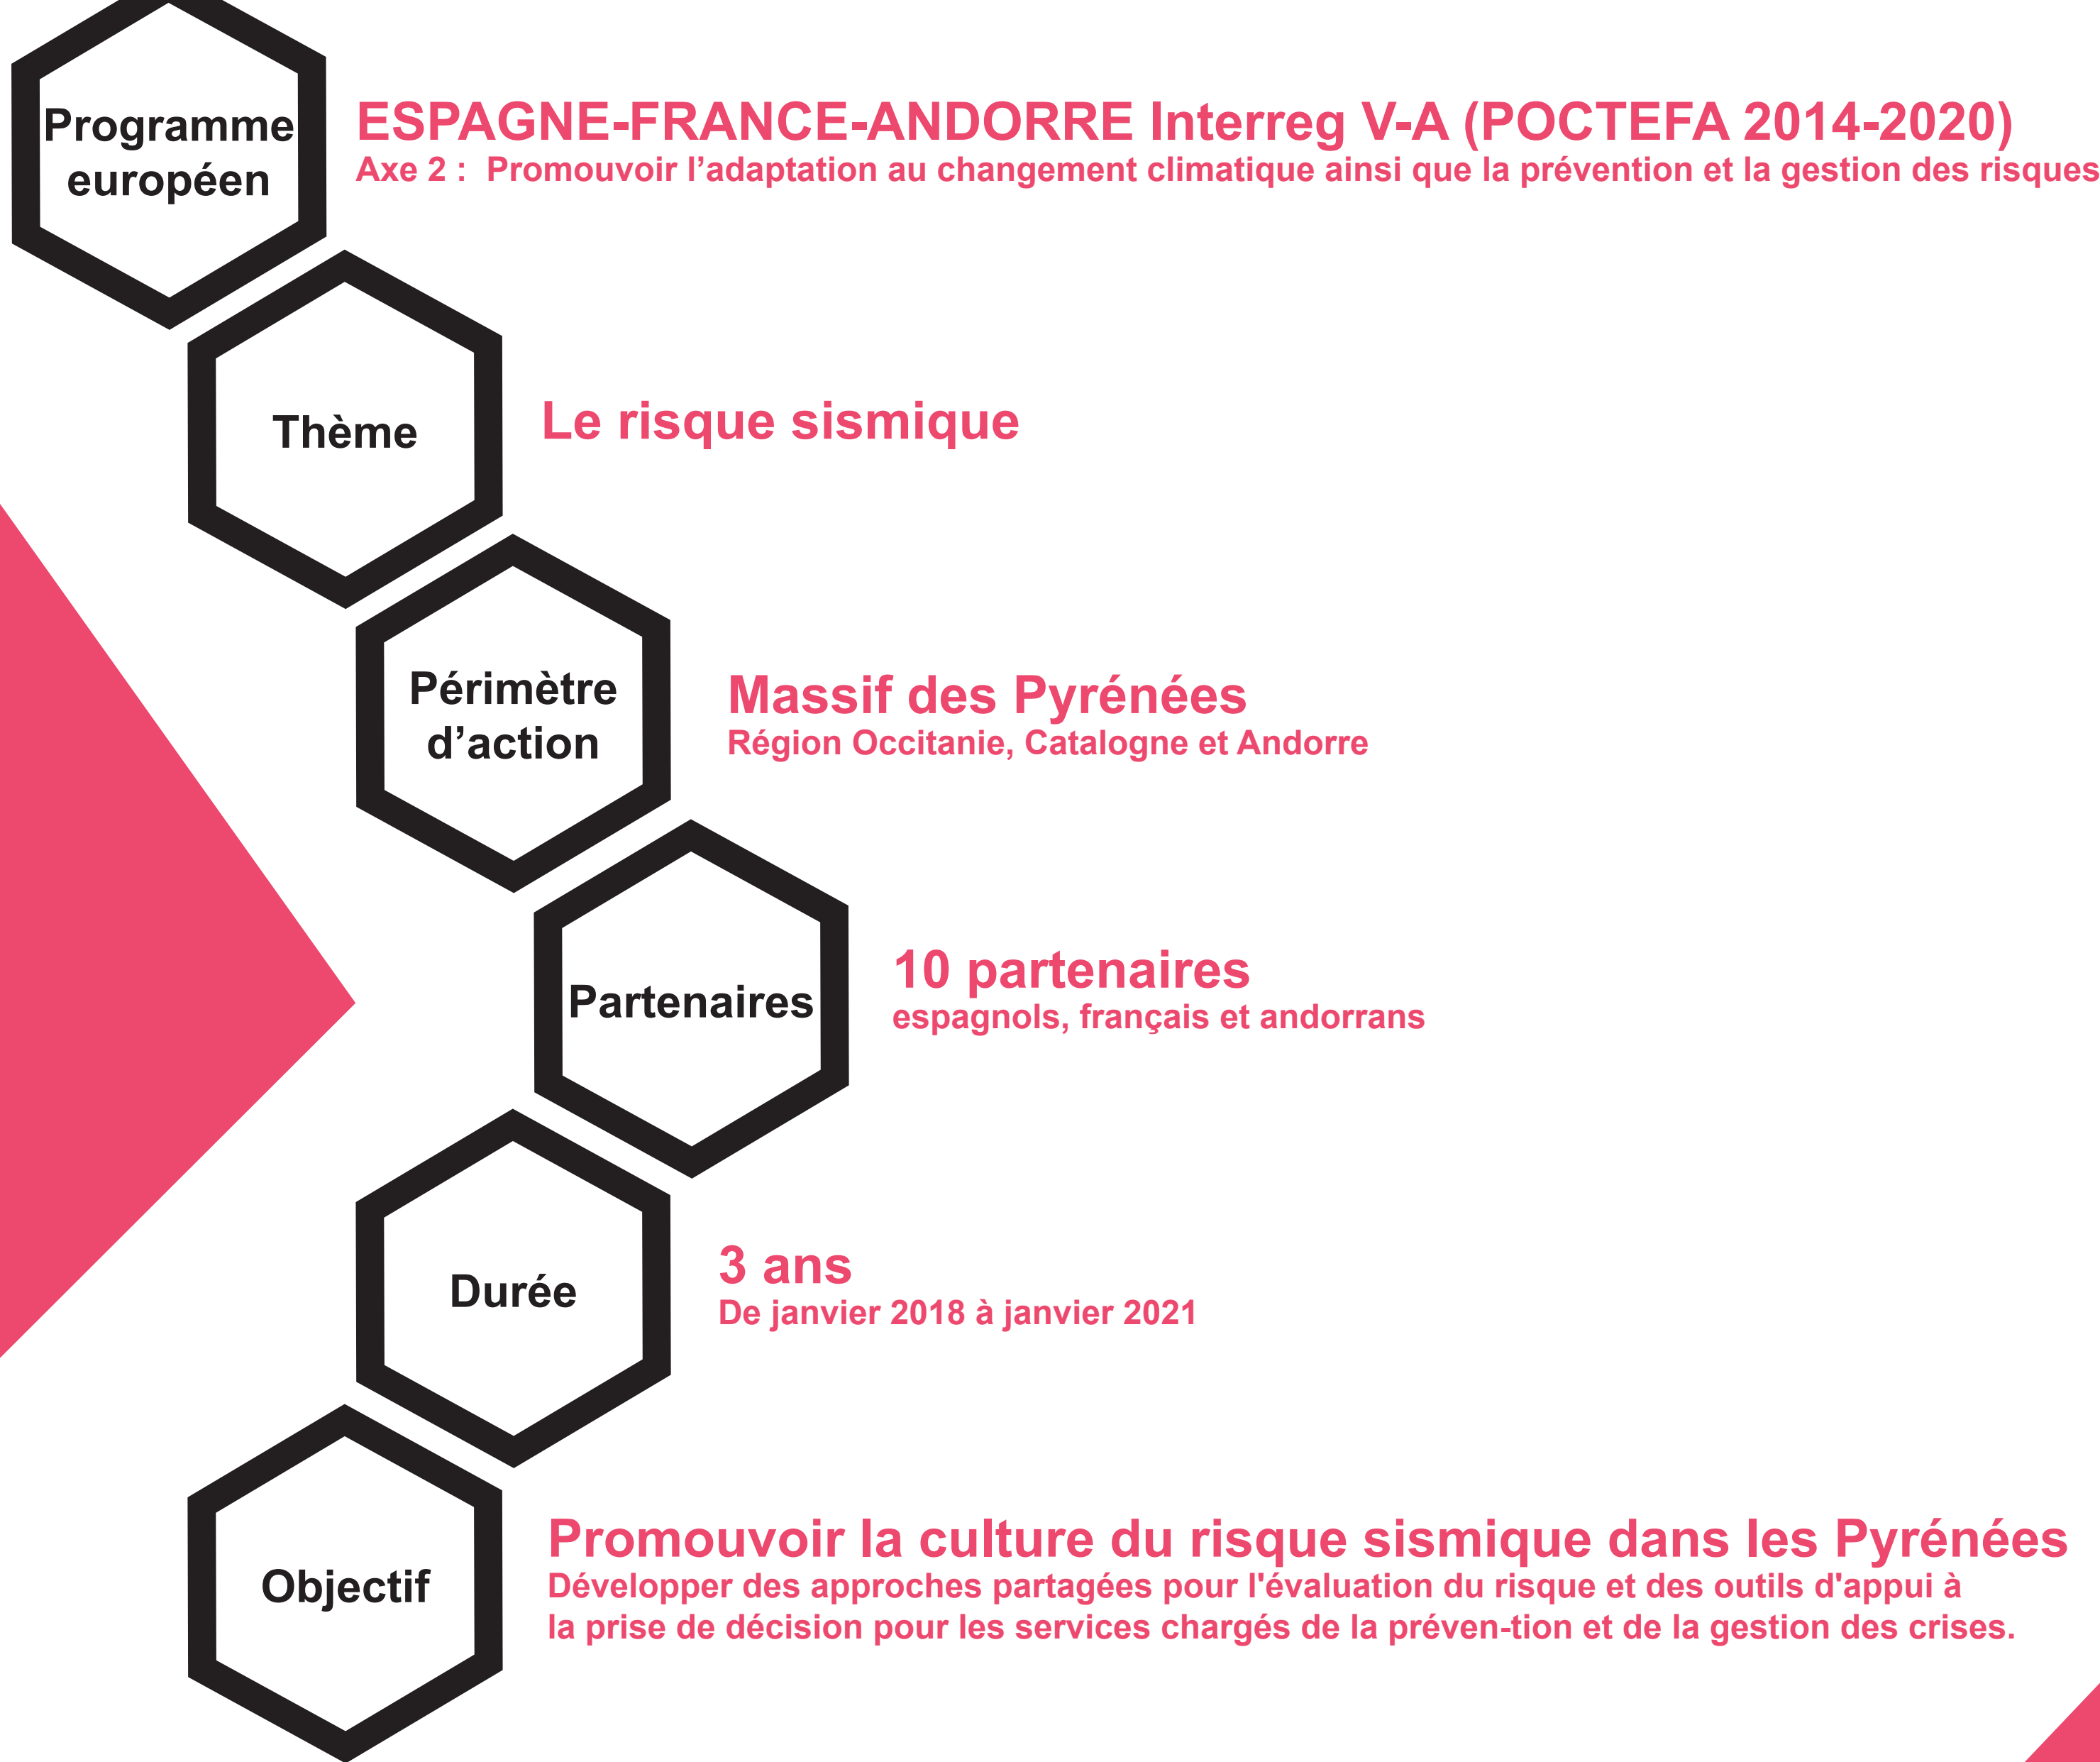 Programme
européen
ESPAGNE-FRANCE-ANDORRE Interreg V-A (POCTEFA 2014-2020)
Axe 2 :  Promouvoir l’adaptation au changement climatique ainsi que la prévention et la gestion des risques
Thème
Le risque sismique
Périmètre
d’action
Massif des Pyrénées
Région Occitanie, Catalogne et Andorre
Partenaires
10 partenaires
espagnols, français et andorrans
Durée
3 ans
De janvier 2018 à janvier 2021
Objectif
Promouvoir la culture du risque sismique dans les Pyrénées
Développer des approches partagées pour l'évaluation du risque et des outils d'appui à
la prise de décision pour les services chargés de la préven-tion et de la gestion des crises.